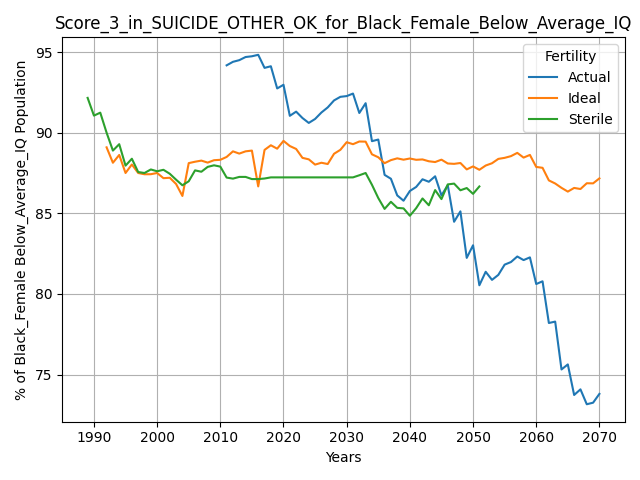 Score_3_in_SUICIDE_OTHER_OK_for_Black_Female_Below_Average_IQ
% of Black_Female Below_Average_IQ Population
95
90
85
80
75
Fertility
Actual
Ideal
Sterile
1990 2000 2010 2020 2030 2040 2050 2060 2070
Years